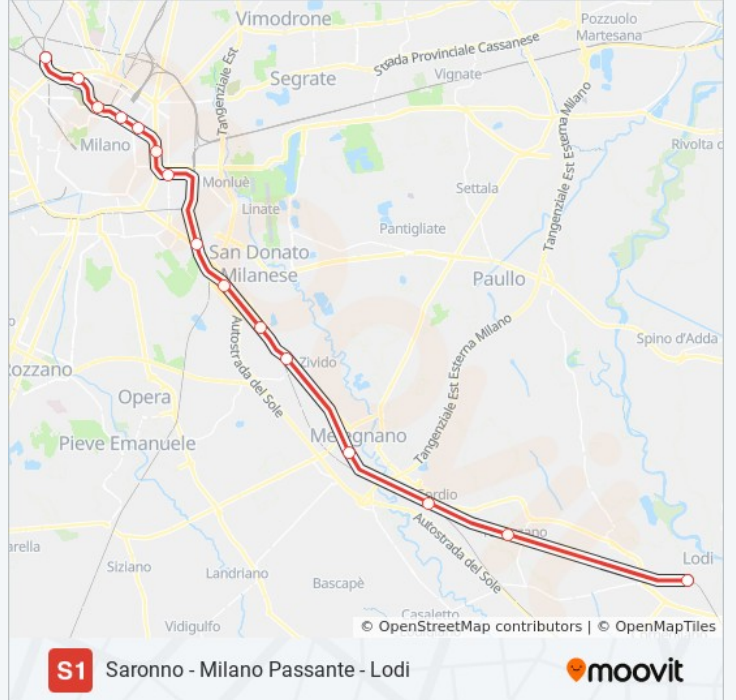 Vimodrone
Pozzuolo
Martesana
Strada Provinciale Cassanese
Tangenziale Est
Segrate
Vignate
Tangenziale Est Esterna Milano
Milano
Rivolta
Monluè
Settala
Linate
Pantigliate
San Donato
Milanese
Paullo
Spino d'Adda
Autostrada del Sole
Tangenziale Est Esterna Milano
Zivido
Opera
Pieve Emanuele
Autostrada del Sole
Lodi
Siziano
Landriano
Bascapè
Casaletto
Vidigulfo
© OpenStreetMap contributors | © OpenMapTiles
S1 Saronno - Milano Passante - Lodi
moovit